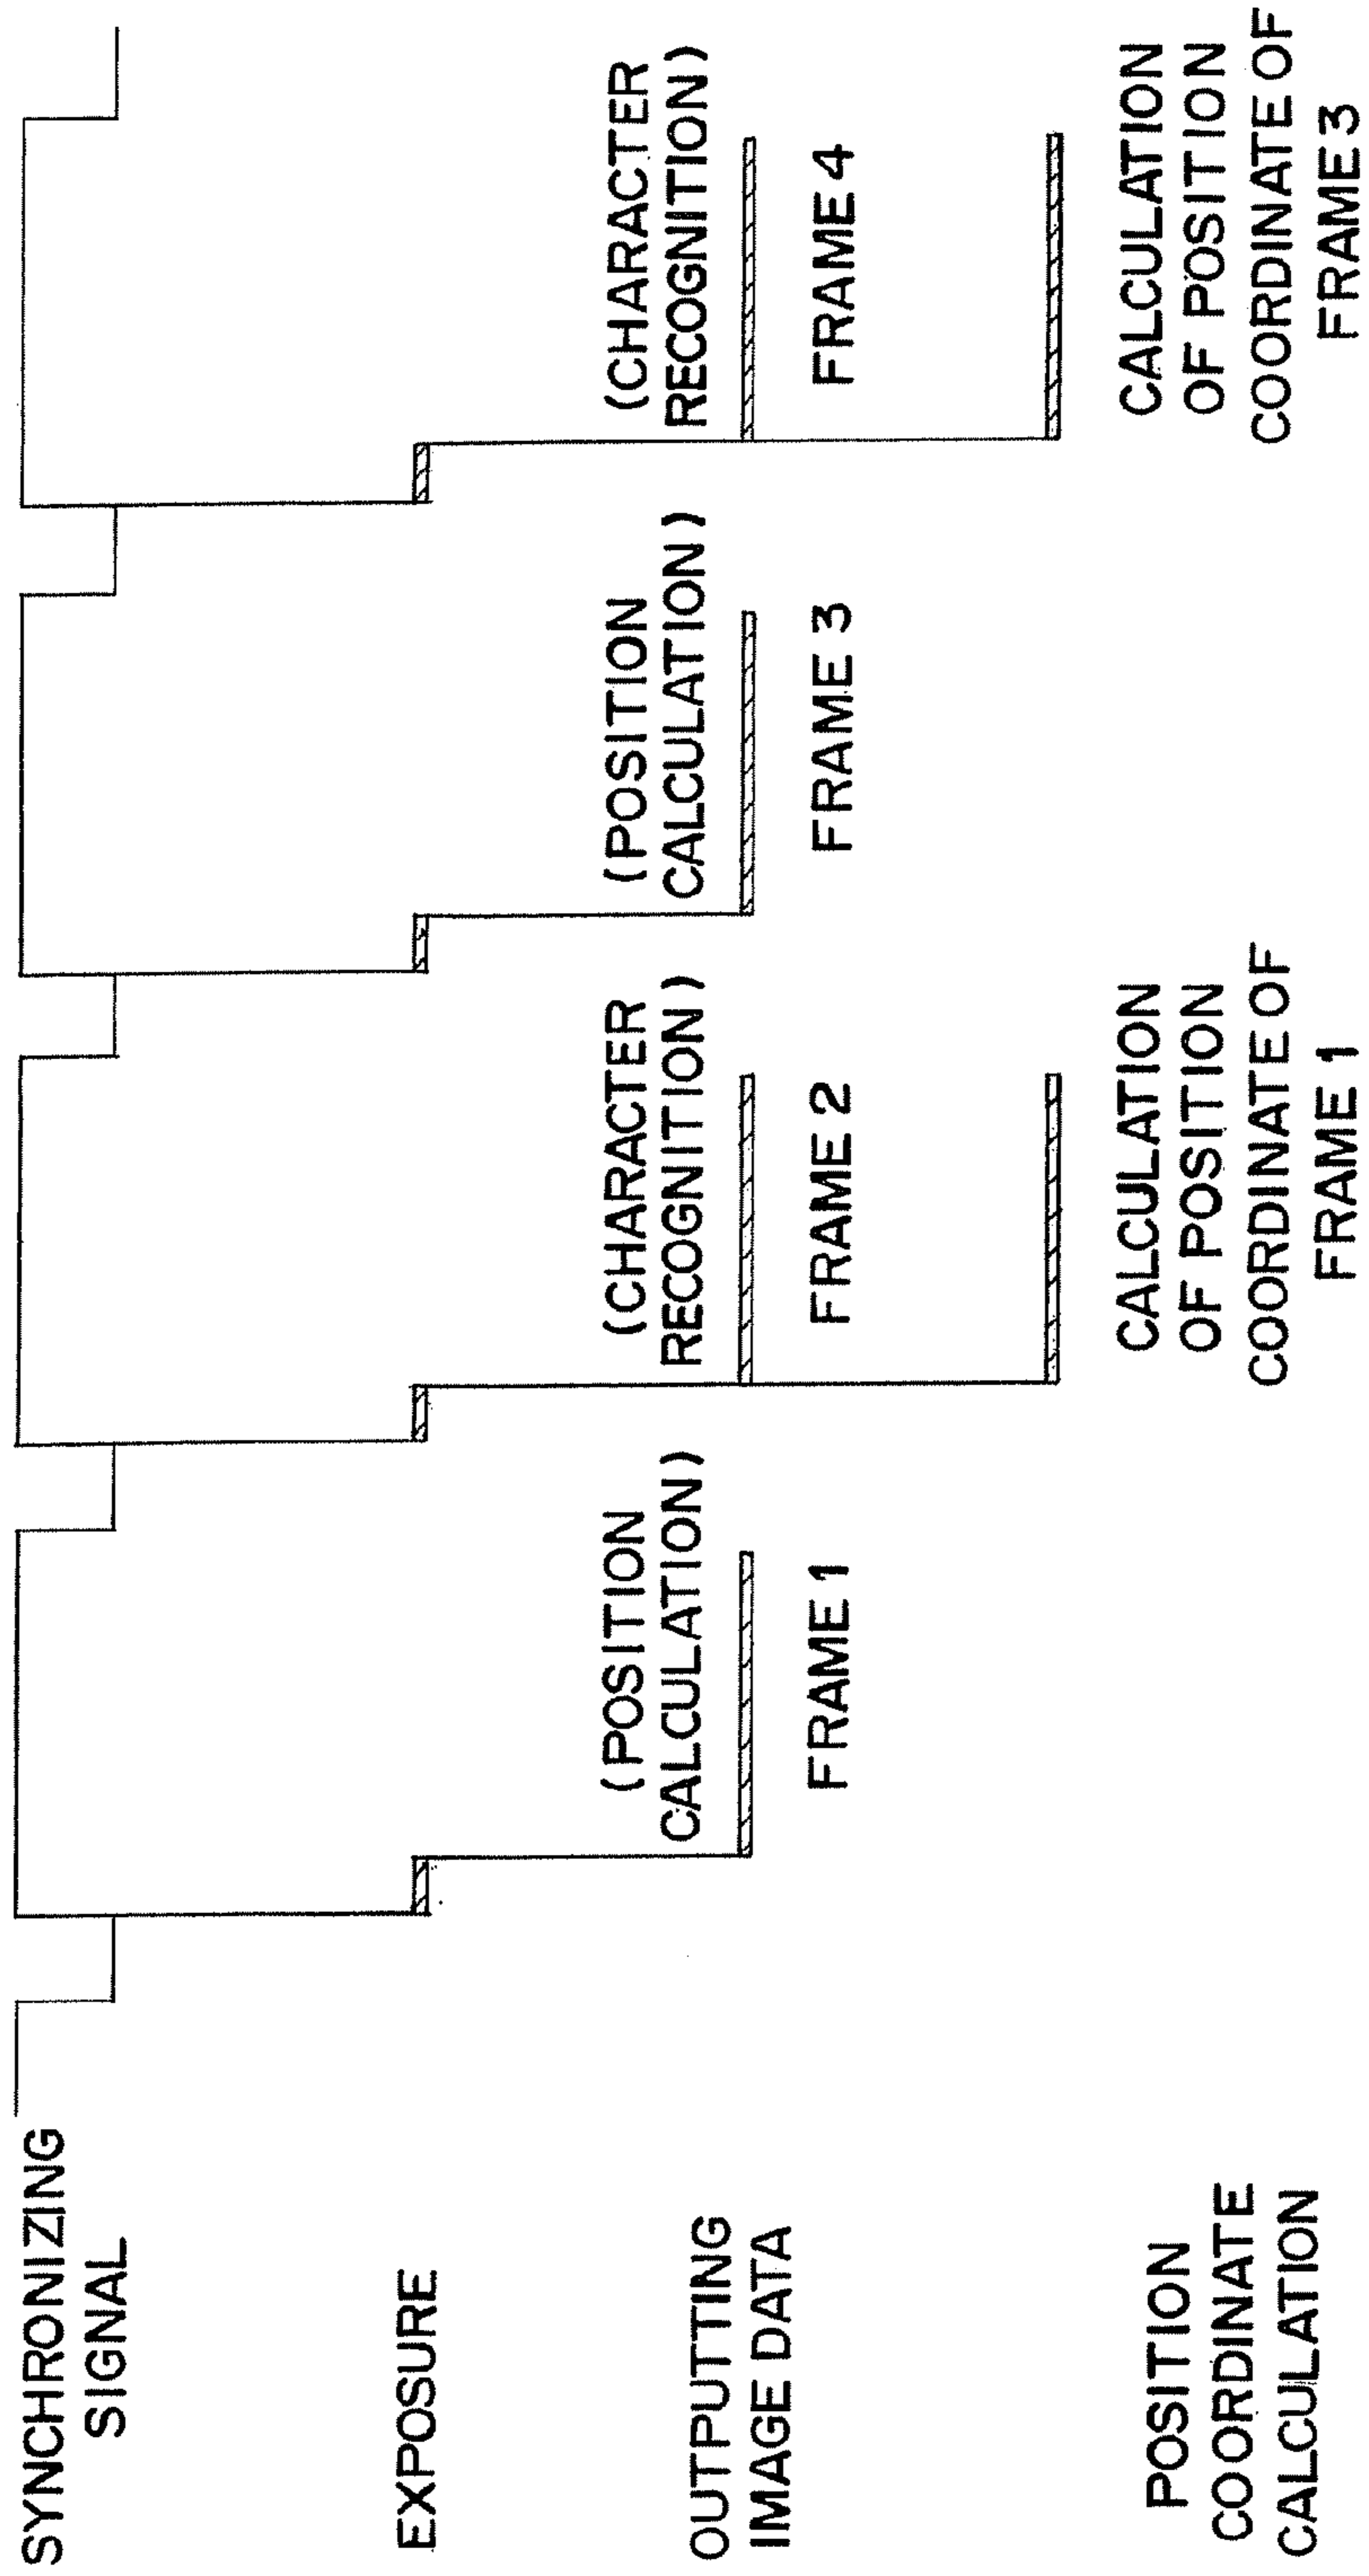 SYNCHRONIZING
SIGNAL
EXPOSURE
OUTPUTTING
IMAGE DATA
(POSITION
CALCULATION)
FRAME 1
(CHARACTER
RECOGNITION)
FRAME 2
(POSITION
CALCULATION)
FRAME 3
(CHARACTER
RECOGNITION)
FRAME 4
POSITION
COORDINATE
CALCULATION
CALCULATION
OF POSITION
COORDINATE OF
FRAME 1
CALCULATION
OF POSITION
COORDINATE OF
FRAME 3